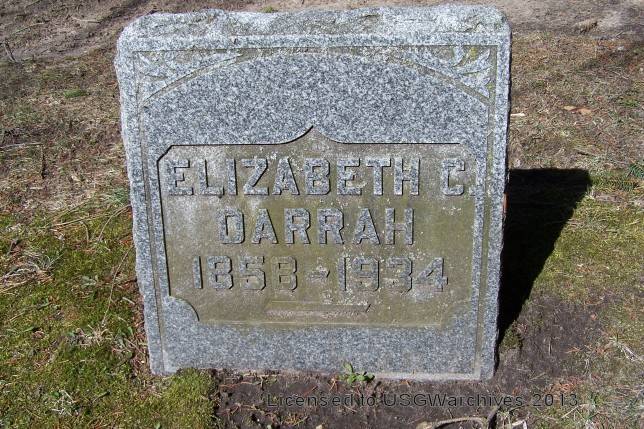 ELIZABETH C.
DARRAH
1858-1934
Licensed to USGWarchives 2013